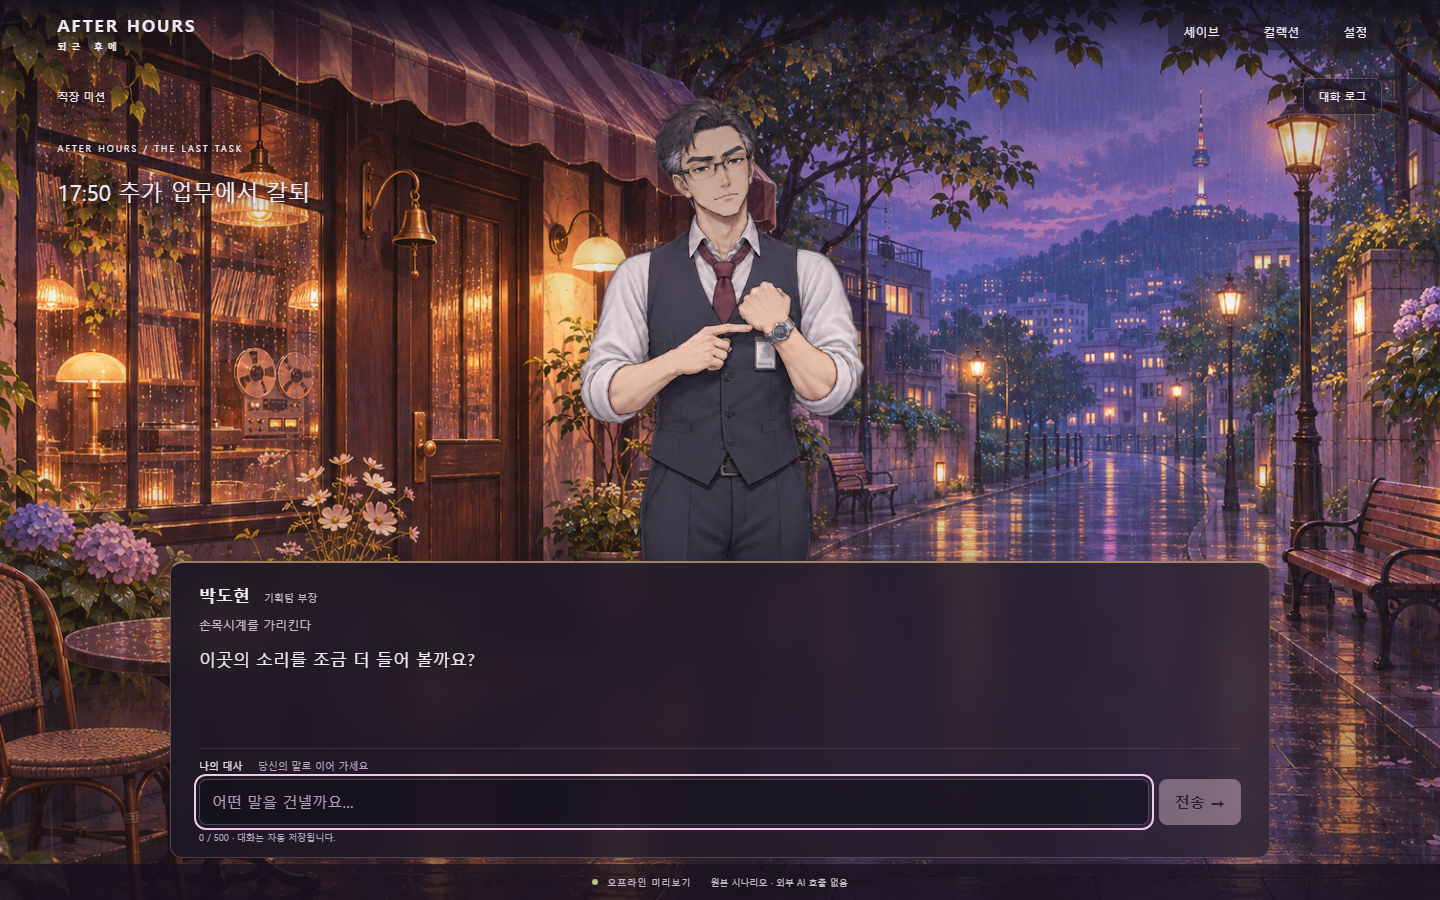 AFTER HOURS
퇴근 후에
세이브
컬렉션
설정
직장 미션
대화 로그
AFTER HOURS / THE LAST TASK
17:50 추가 업무에서 칼퇴
박도현 기획팀 부장
손목시계를 가리킨다
이곳의 소리를 조금 더 들어 볼까요?
나의 대사 당신의 말로 이어 가세요
어떤 말을 건넬까요...
전송 →
0 / 500 · 대화는 자동 저장됩니다.
오프라인 미리보기 원본 시나리오 · 외부 AI 호출 없음